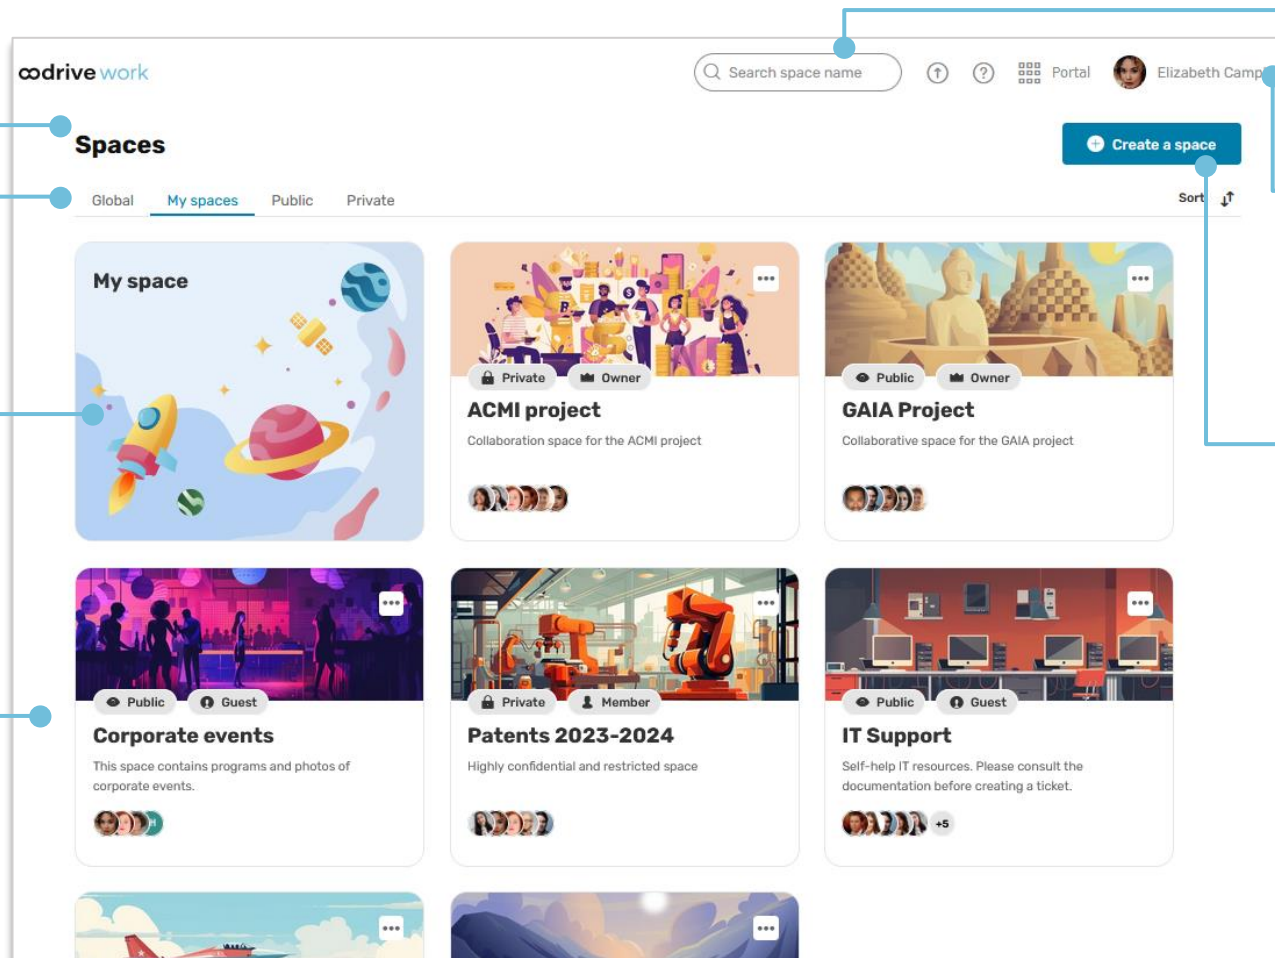 oodrive work
Search space name
Portal
Elizabeth Camp
Spaces
Create a space
Global
My spaces
Public
Private
Sort
My space
Private
Owner
ACMI project
Collaboration space for the ACMI project
Public
Owner
GAIA Project
Collaborative space for the GAIA project
Public
Guest
Corporate events
This space contains programs and photos of
corporate events.
H
Private
Member
Patents 2023-2024
Highly confidential and restricted space
Public
Guest
IT Support
Self-help IT resources. Please consult the
documentation before creating a ticket.
+5